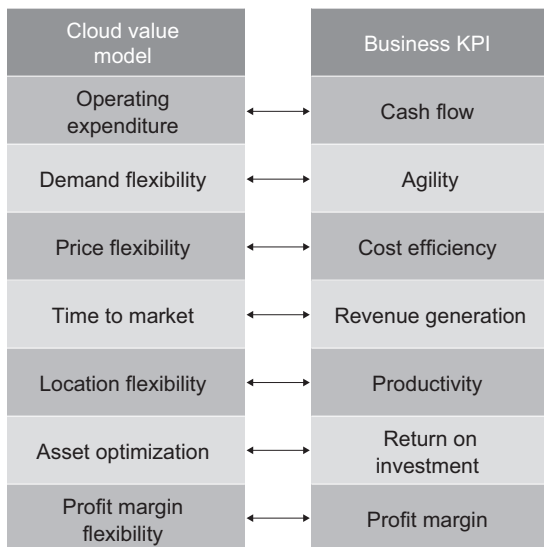 Cloud value
model
Business KPI
Operating
expenditure
Cash flow
Demand flexibility
Agility
Price flexibility
Cost efficiency
Time to market
Revenue generation
Location flexibility
Productivity
Asset optimization
Return on
investment
Profit margin
flexibility
Profit margin